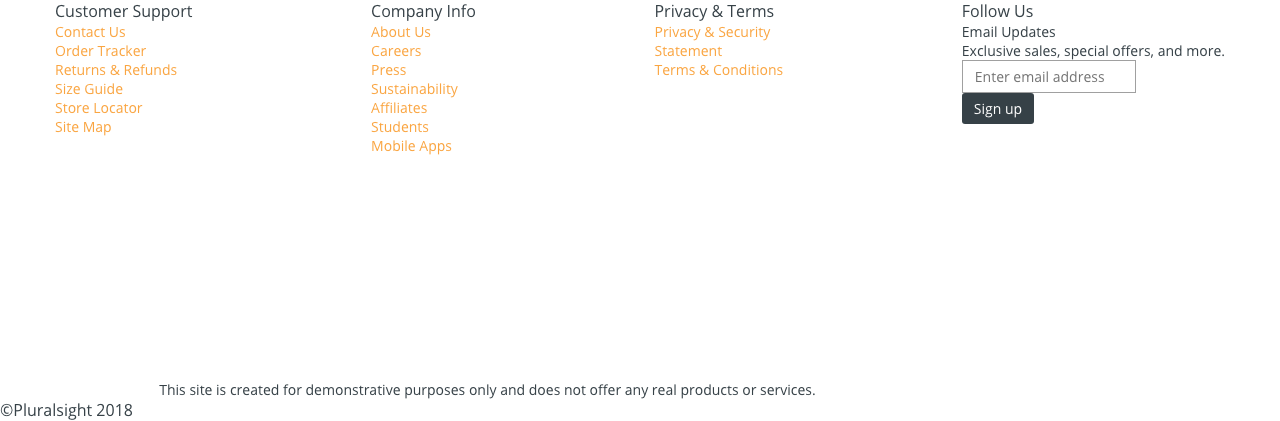 Customer Support
Contact Us
Order Tracker
Returns & Refunds
Size Guide
Store Locator
Site Map
Company Info
About Us
Careers
Press
Sustainability
Affiliates
Students
Mobile Apps
Privacy & Terms
Privacy & Security
Statement
Terms & Conditions
Follow Us
Email Updates
Exclusive sales, special offers, and more.
Enter email address
Sign up
This site is created for demonstrative purposes only and does not offer any real products or services.
©Pluralsight 2018